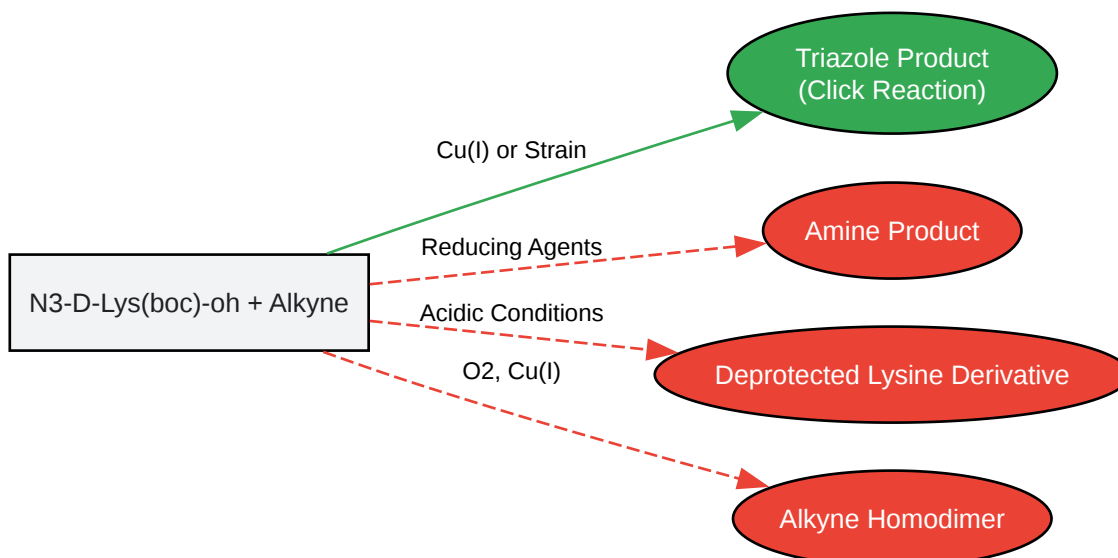 Triazole Product
(Click Reaction)
Cu(I) or Strain
Amine Product
Reducing Agents
N3-D-Lys(boc)-oh + Alkyne
Acidic Conditions
Deprotected Lysine Derivative
O2, Cu(I)
Alkyne Homodimer